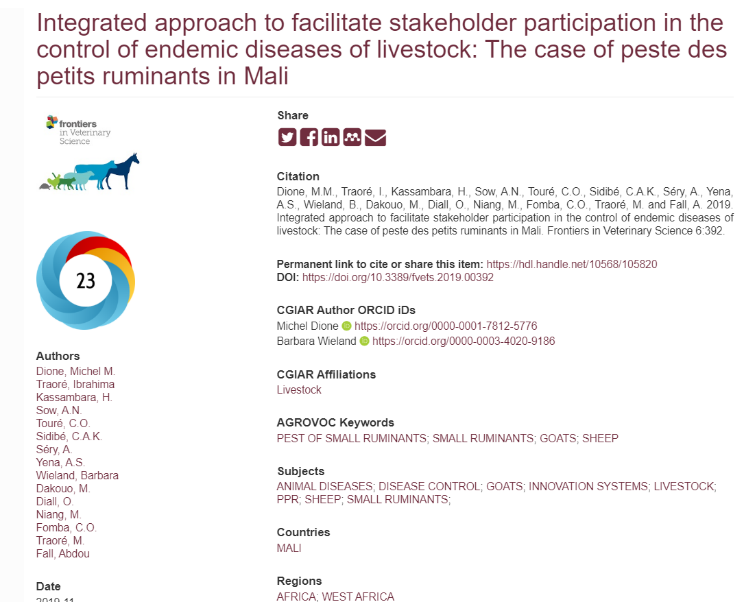 Integrated approach to facilitate stakeholder participation in the
control of endemic diseases of livestock: The case of peste des
petits ruminants in Mali
frontiers
in Veterinary
Science
23
Authors
Dione, Michel M.
Traoré, Ibrahima
Kassambara, H.
Sow, A.N.
Touré, C.O.
Sidibé, C.A.K.
Séry, A.
Yena, A.S.
Wieland, Barbara
Dakouo, M.
Diall, O.
Niang, M.
Fomba, C.O.
Traoré, M.
Fall, Abdou
Date
2019-11
Share
Citation
Dione, M.M., Traoré, I., Kassambara, H., Sow, A.N., Touré, C.O., Sidibé, C.A.K., Séry, A., Yena,
A.S., Wieland, B., Dakouo, M., Diall, O., Niang, M., Fomba, C.O., Traoré, M. and Fall, A. 2019.
Integrated approach to facilitate stakeholder participation in the control of endemic diseases of
livestock: The case of peste des petits ruminants in Mali. Frontiers in Veterinary Science 6:392.
Permanent link to cite or share this item: https://hdl.handle.net/10568/105820
DOI: https://doi.org/10.3389/fvets.2019.00392
CGIAR Author ORCID iDs
Michel Dione iD https://orcid.org/0000-0001-7812-5776
Barbara Wieland iD https://orcid.org/0000-0003-4020-9186
CGIAR Affiliations
Livestock
AGROVOC Keywords
PEST OF SMALL RUMINANTS; SMALL RUMINANTS; GOATS; SHEEP
Subjects
ANIMAL DISEASES; DISEASE CONTROL; GOATS; INNOVATION SYSTEMS; LIVESTOCK;
PPR; SHEEP; SMALL RUMINANTS;
Countries
MALI
Regions
AFRICA; WEST AFRICA